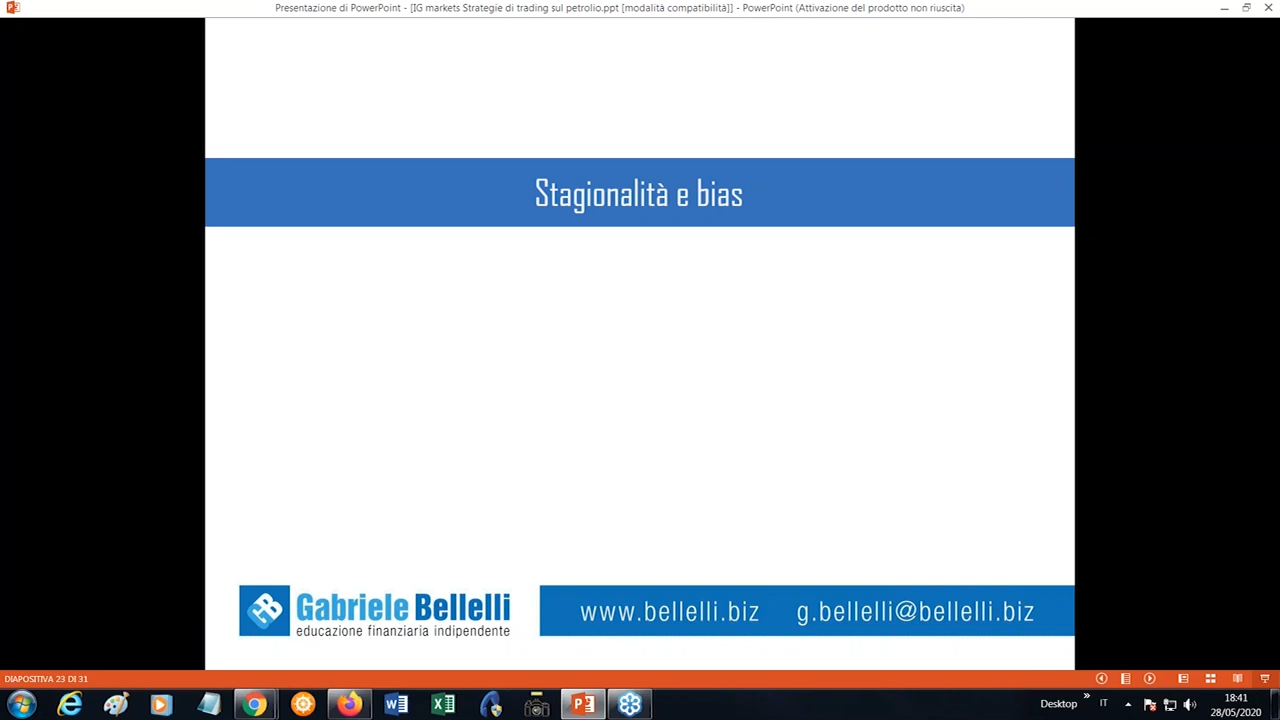 Presentazione di PowerPoint - [IG markets Strategie di trading sul petrolio.ppt [modalità compatibilità]] - PowerPoint (Attivazione del prodotto non riuscita)
Stagionalità e bias
Gabriele Bellelli
educazione finanziaria indipendente
www.bellelli.biz g.bellelli@bellelli.biz
DIAPOSITIVA 23 DI 31
Desktop
IT
18:41
28/05/2020